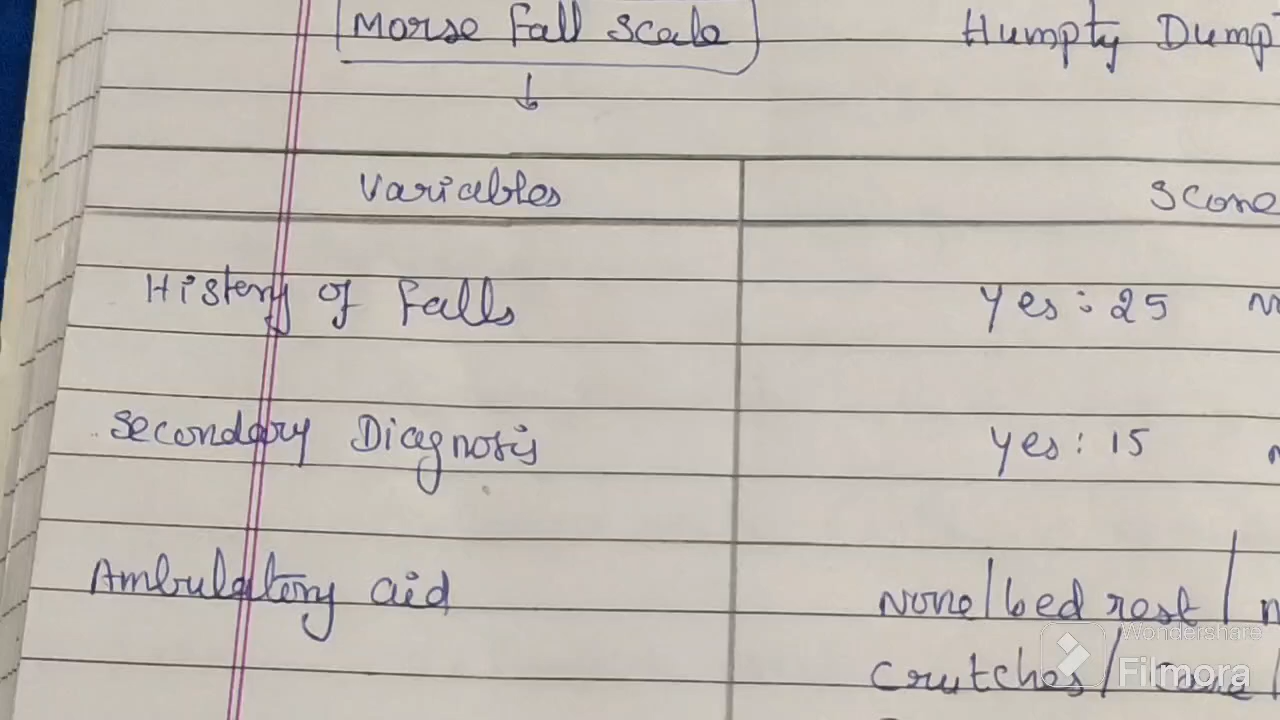 Morse Fall Scale Humpty Dump
Variables Score
History of Falls Yes: 25
Secondary Diagnosis Yes: 15
Ambulatory aid None/bed rest/
Crutches/ Cane/
Wondershare
Filmora